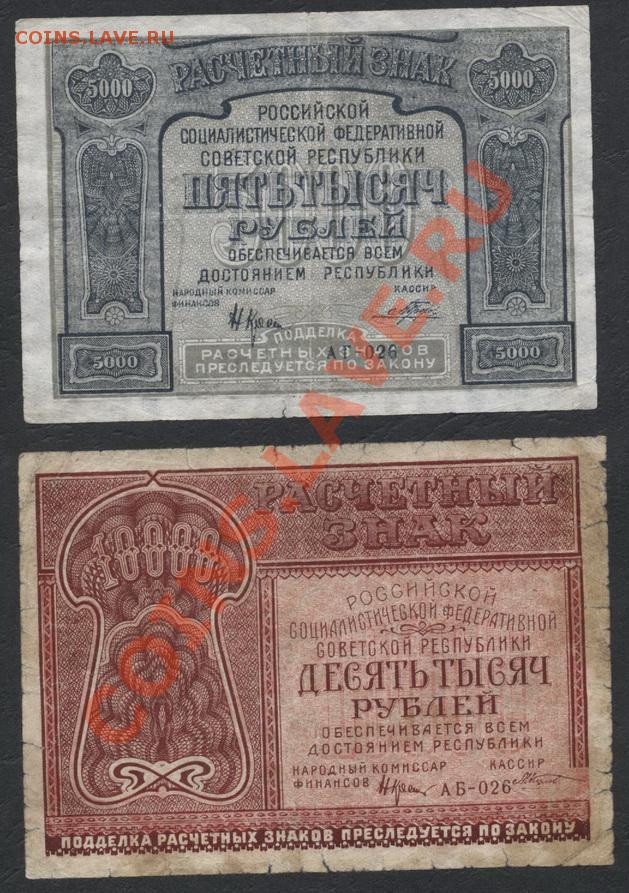 COINS.LAVE.RU
5000 РАСЧЕТНЫЙ ЗНАК 5000
РОССИЙСКОЙ
СОЦИАЛИСТИЧЕСКОЙ ФЕДЕРАТИВНОЙ
СОВЕТСКОЙ РЕСПУБЛИКИ
ПЯТЬ ТЫСЯЧ
РУБЛЕЙ
ОБЕСПЕЧИВАЕТСЯ ВСЕМ
ДОСТОЯНИЕМ РЕСПУБЛИКИ
НАРОДНЫЙ КОМИССАР КАССИР
ФИНАНСОВ
ПОДДЕЛКА
5000 РАСЧЕТНЫХ АБ-026 5000
ПРЕСЛЕДУЕТСЯ ПО ЗАКОНУ
COINS.LAVE.RU
РАСЧЕТНЫЙ
ЗНАК
10000
РОССИЙСКОЙ
СОЦИАЛИСТИЧЕСКОЙ ФЕДЕРАТИВНОЙ
СОВЕТСКОЙ РЕСПУБЛИКИ
ДЕСЯТЬ ТЫСЯЧ
РУБЛЕЙ
ОБЕСПЕЧИВАЕТСЯ ВСЕМ
ДОСТОЯНИЕМ РЕСПУБЛИКИ
НАРОДНЫЙ КОМИССАР КАССИР
ФИНАНСОВ АБ-026
ПОДДЕЛКА РАСЧЕТНЫХ ЗНАКОВ ПРЕСЛЕДУЕТСЯ ПО ЗАКОНУ